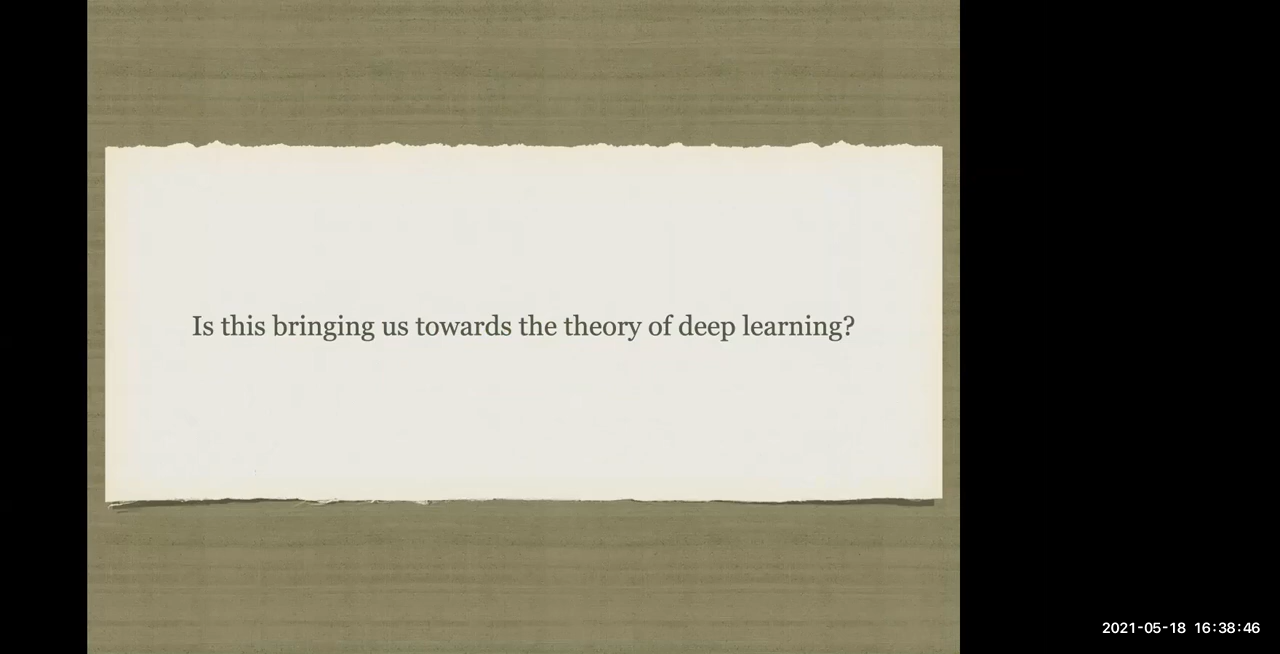 Is this bringing us towards the theory of deep learning?
2021-05-18 16:38:46